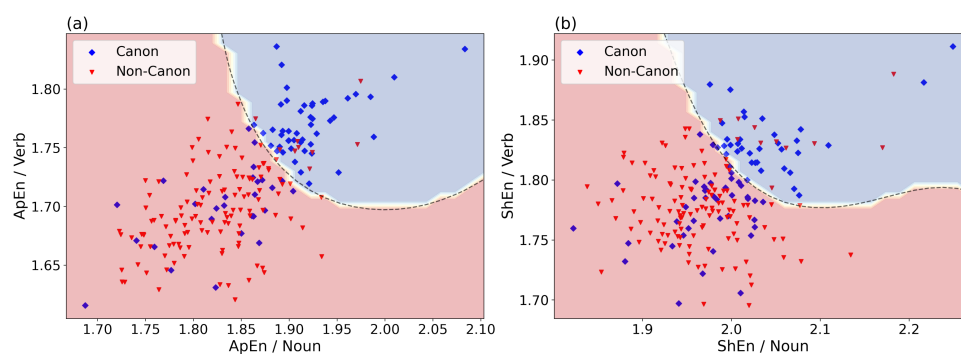 (a)
Canon
Non-Canon
1.80
1.75
1.70
1.65
ApEn / Verb
1.70 1.75 1.80 1.85 1.90 1.95 2.00 2.05 2.10
ApEn / Noun
(b)
Canon
Non-Canon
1.90
1.85
1.80
1.75
1.70
ShEn / Verb
1.9 2.0 2.1 2.2
ShEn / Noun